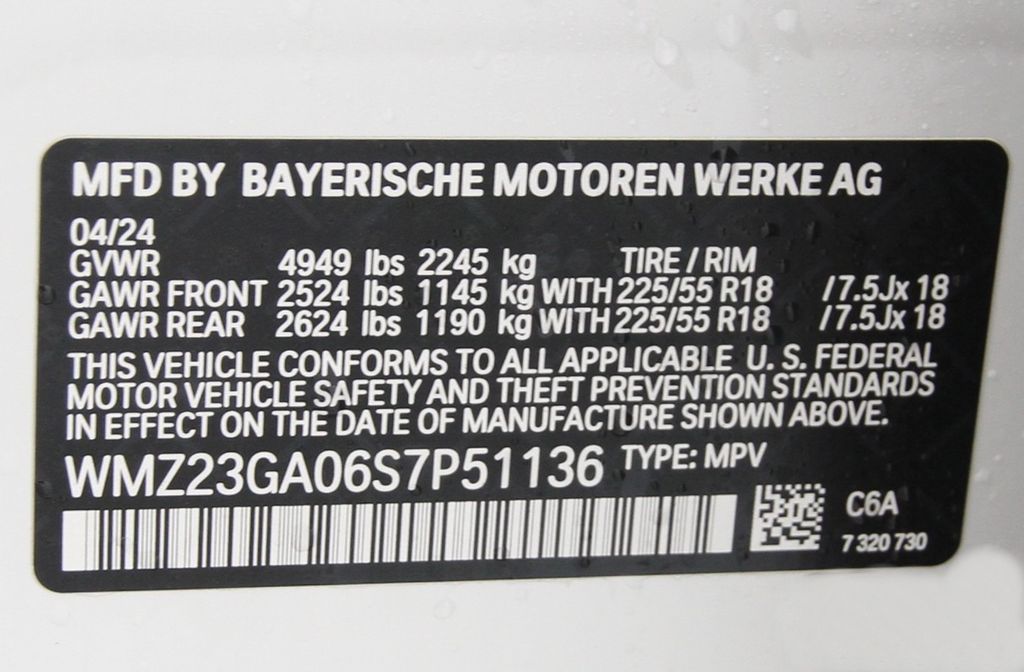 MFD BY BAYERISCHE MOTOREN WERKE AG
04/24
GVWR 4949 lbs 2245 kg TIRE / RIM
GAWR FRONT 2524 lbs 1145 kg WITH 225/55 R18 /7.5Jx 18
GAWR REAR 2624 lbs 1190 kg WITH 225/55 R18 /7.5Jx 18
THIS VEHICLE CONFORMS TO ALL APPLICABLE U. S. FEDERAL
MOTOR VEHICLE SAFETY AND THEFT PREVENTION STANDARDS
IN EFFECT ON THE DATE OF MANUFACTURE SHOWN ABOVE.
WMZ23GA06S7P51136 TYPE: MPV
C6A
7 320 730